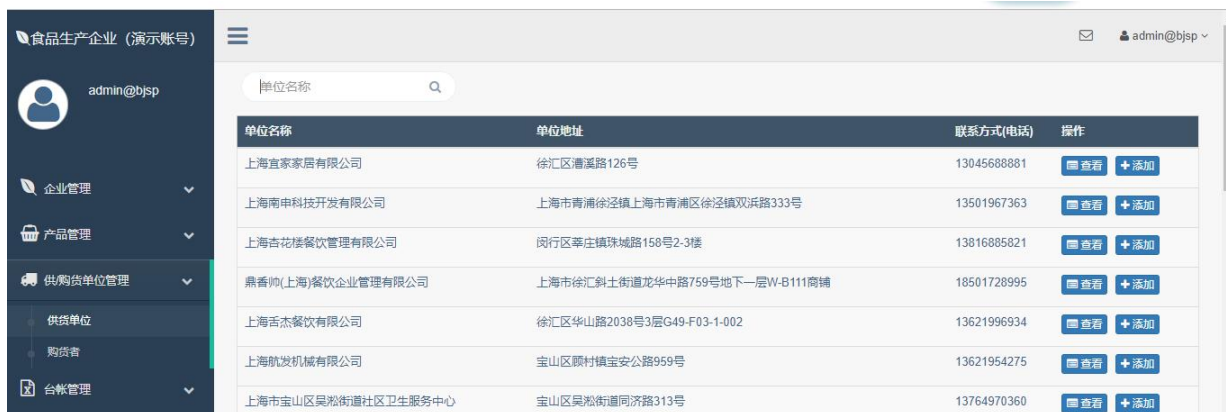 食品生产企业（演示账号）
admin@bjsp
admin@bjsp
企业管理
产品管理
供/购货单位管理
供货单位
购货者
台帐管理
单位名称
单位名称 单位地址 联系方式(电话) 操作
上海宜家家居有限公司 徐汇区漕溪路126号 13045688881 查看 添加
上海南申科技开发有限公司 上海市青浦徐泾镇上海市青浦区徐泾镇双浜路333号 13501967363 查看 添加
上海杏花楼餐饮管理有限公司 闵行区莘庄镇珠城路158号2-3楼 13816885821 查看 添加
鼎香帅(上海)餐饮企业管理有限公司 上海市徐汇斜土街道龙华中路759号地下一层W-B111商铺 18501728995 查看 添加
上海舌杰餐饮有限公司 徐汇区华山路2038号3层G49-F03-1-002 13621996934 查看 添加
上海航发机械有限公司 宝山区顾村镇宝安公路959号 13621954275 查看 添加
上海市宝山区吴淞街道社区卫生服务中心 宝山区吴淞街道同济路313号 13764970360 查看 添加